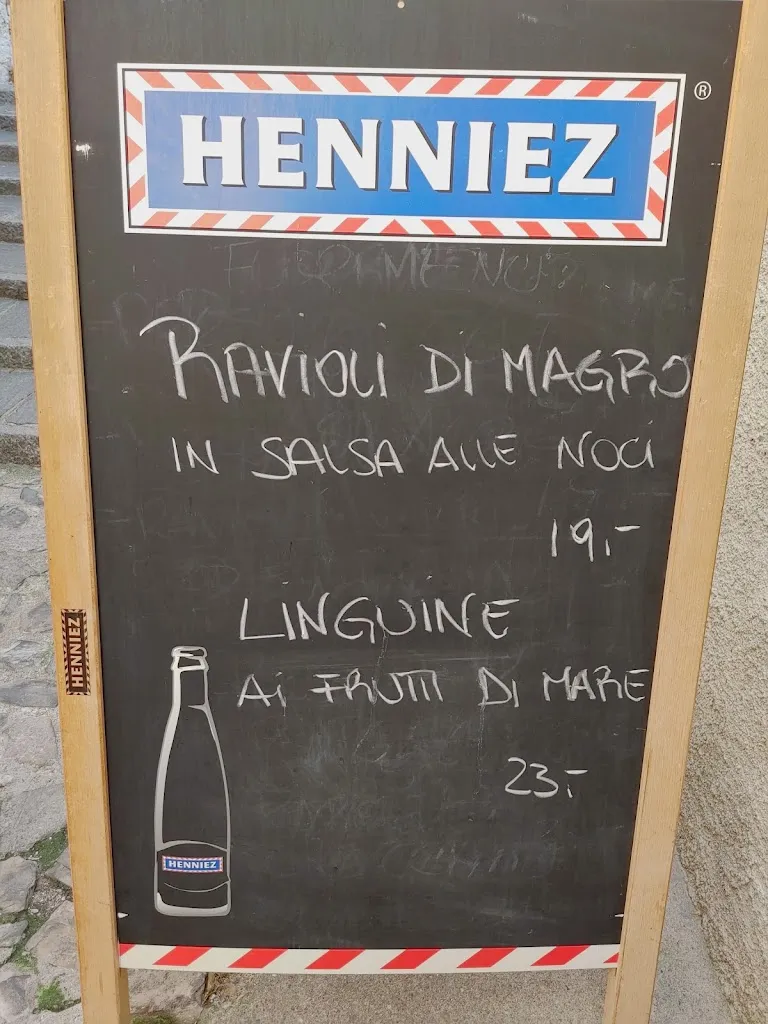 HENNIEZ
®
RAVIOLI DI MAGRO
IN SALSA ALLE NOCI
19,-
LINGUINE
Ai FRUTTI DI MARE
23.-
HENNIEZ
HENNIEZ